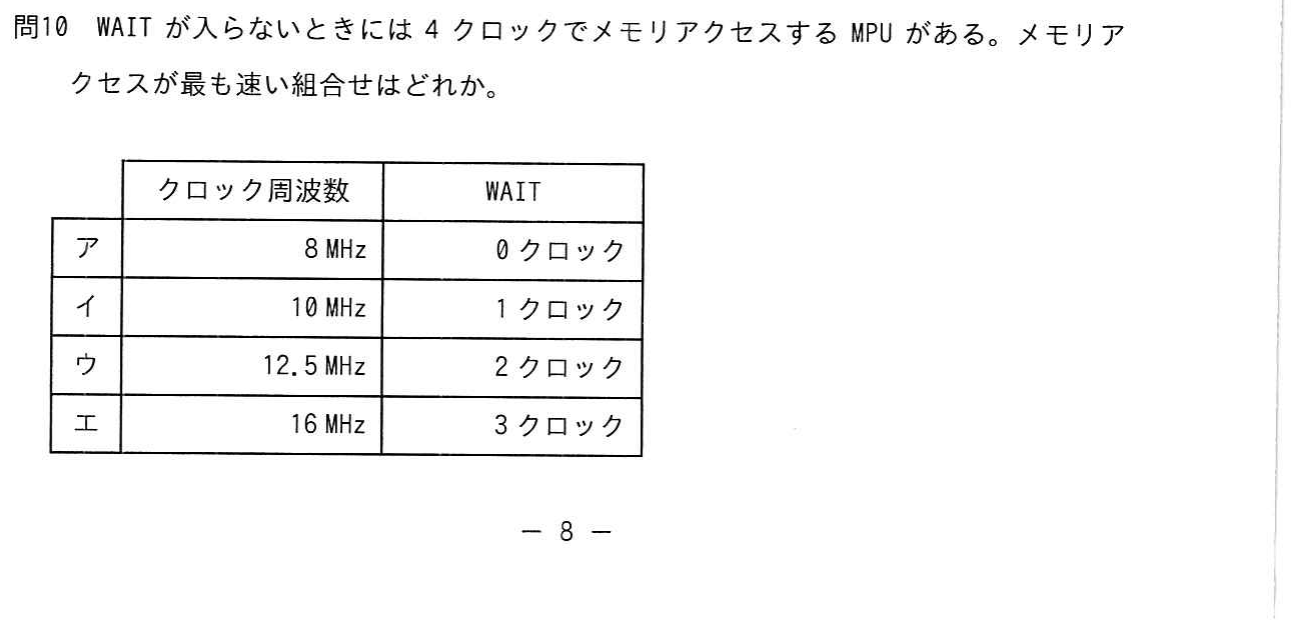 問10 WAIT が入らないときには 4 クロックでメモリアクセスする MPU がある。メモリア
クセスが最も速い組合せはどれか。
クロック周波数 WAIT
ア 8 MHz 0 クロック
イ 10 MHz 1 クロック
ウ 12.5 MHz 2 クロック
エ 16 MHz 3 クロック
― 8 ―